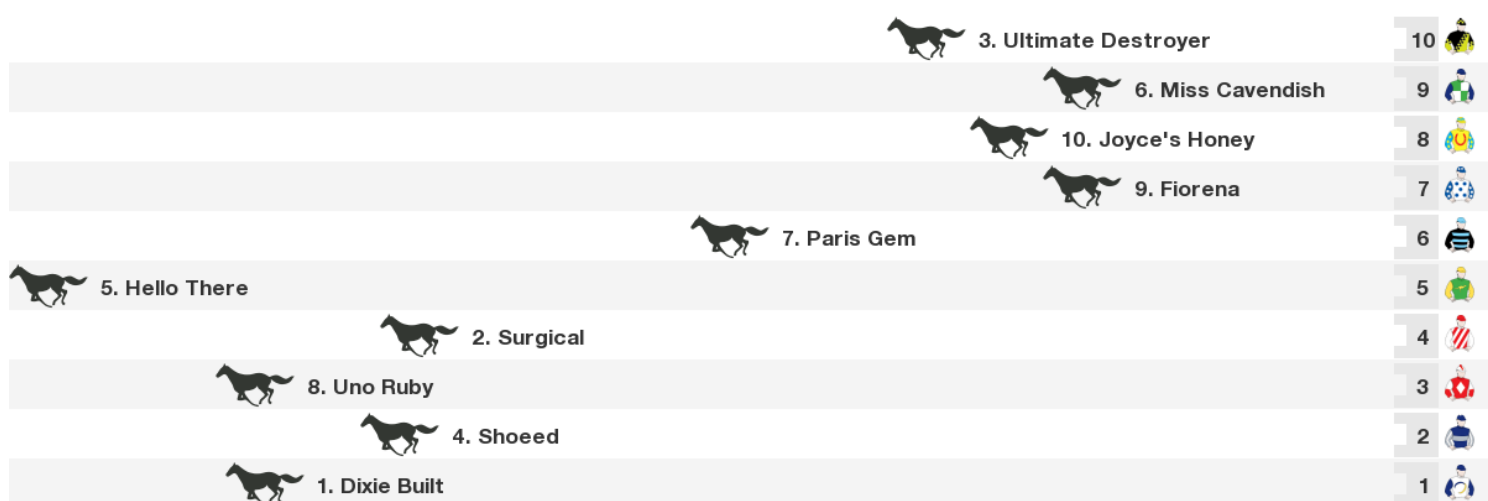 3. Ultimate Destroyer 10
6. Miss Cavendish 9
10. Joyce's Honey 8
9. Fiorena 7
7. Paris Gem 6
5. Hello There 5
2. Surgical 4
8. Uno Ruby 3
4. Shoeed 2
1. Dixie Built 1